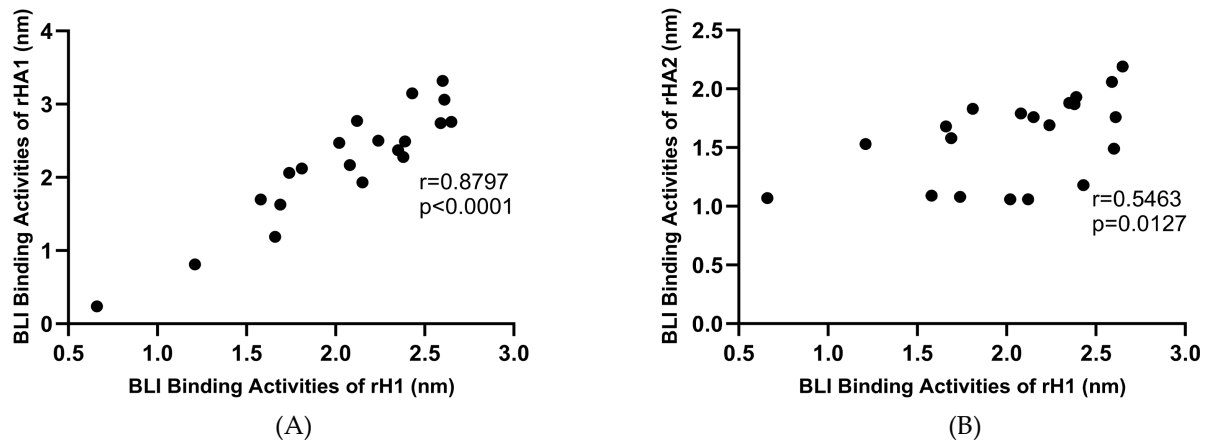 BLI Binding Activities of rHA1 (nm)
4
3
2
1
0
0.5 1.0 1.5 2.0 2.5 3.0
r=0.8797
p<0.0001
BLI Binding Activities of rH1 (nm)
(A)
BLI Binding Activities of rHA2 (nm)
2.5
2.0
1.5
1.0
0.5
0.0
0.5 1.0 1.5 2.0 2.5 3.0
r=0.5463
p=0.0127
BLI Binding Activities of rH1 (nm)
(B)